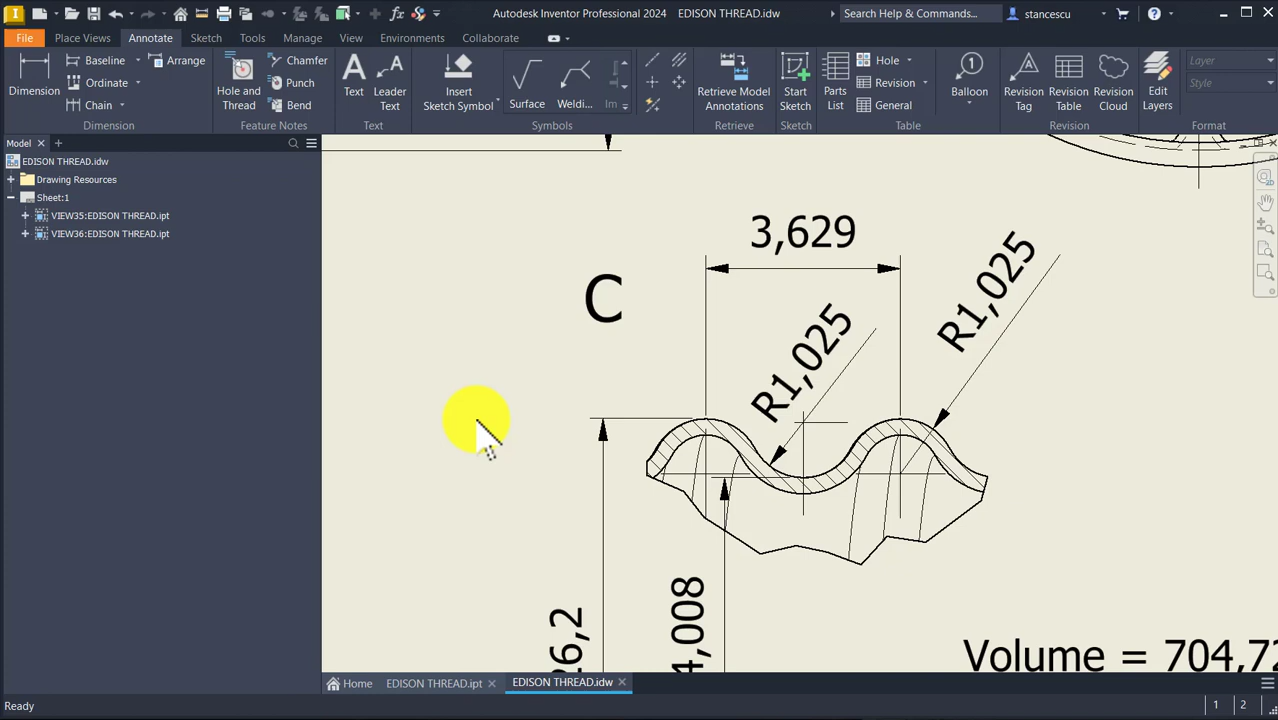 Autodesk Inventor Professional 2024 EDISON THREAD.idw
Search Help & Commands...
stancescu
File
Place Views
Annotate
Sketch
Tools
Manage
View
Environments
Collaborate
Dimension
Baseline
Ordinate
Chain
Arrange
Dimension
Hole and
Thread
Chamfer
Punch
Bend
Feature Notes
Text
Leader
Text
Text
Insert
Sketch Symbol
Surface
Weldi...
Im
Symbols
Retrieve Model
Annotations
Retrieve
Start
Sketch
Sketch
Parts
List
Hole
Revision
General
Table
1
Balloon
Revision
Tag
Revision
Table
Revision
Cloud
Revision
Edit
Layers
Layer
Style
Format
Model
EDISON THREAD.idw
Drawing Resources
Sheet:1
VIEW35:EDISON THREAD.ipt
VIEW36:EDISON THREAD.ipt
3,629
C
R1,025
R1,025
26,2
4,008
Volume = 704,72
Home
EDISON THREAD.ipt
EDISON THREAD.idw
Ready
1
2